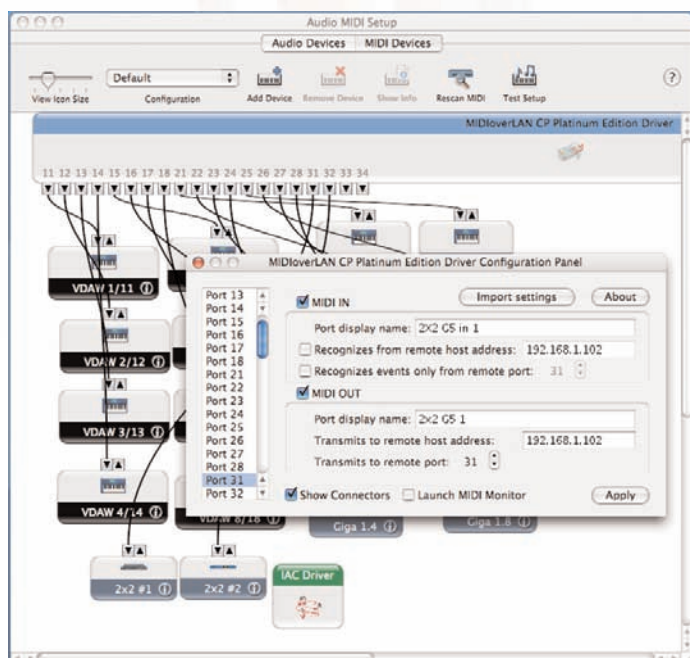 Audio MIDI Setup
Audio Devices MIDI Devices
Default
View Icon Size Configuration Add Device Remove Device Show Info Rescan MIDI Test Setup ?
MIDIoverLAN CP Platinum Edition Driver
11 12 13 14 15 16 17 18 21 22 23 24 25 26 27 28 31 32 33 34
VDAW 1/11
VDAW 2/12
VDAW 3/13
VDAW 4/14
VDAW 8/18
Giga 1.4
Giga 1.8
2x2 #1
2x2 #2
IAC Driver
MIDIoverLAN CP Platinum Edition Driver Configuration Panel
Port 13
Port 14
Port 15
Port 16
Port 17
Port 18
Port 21
Port 22
Port 23
Port 24
Port 25
Port 26
Port 27
Port 28
Port 31
Port 32
MIDI IN Import settings About
Port display name: 2X2 G5 in 1
Recognizes from remote host address: 192.168.1.102
Recognizes events only from remote port: 31
MIDI OUT
Port display name: 2x2 G5 1
Transmits to remote host address: 192.168.1.102
Transmits to remote port: 31
Show Connectors Launch MIDI Monitor Apply